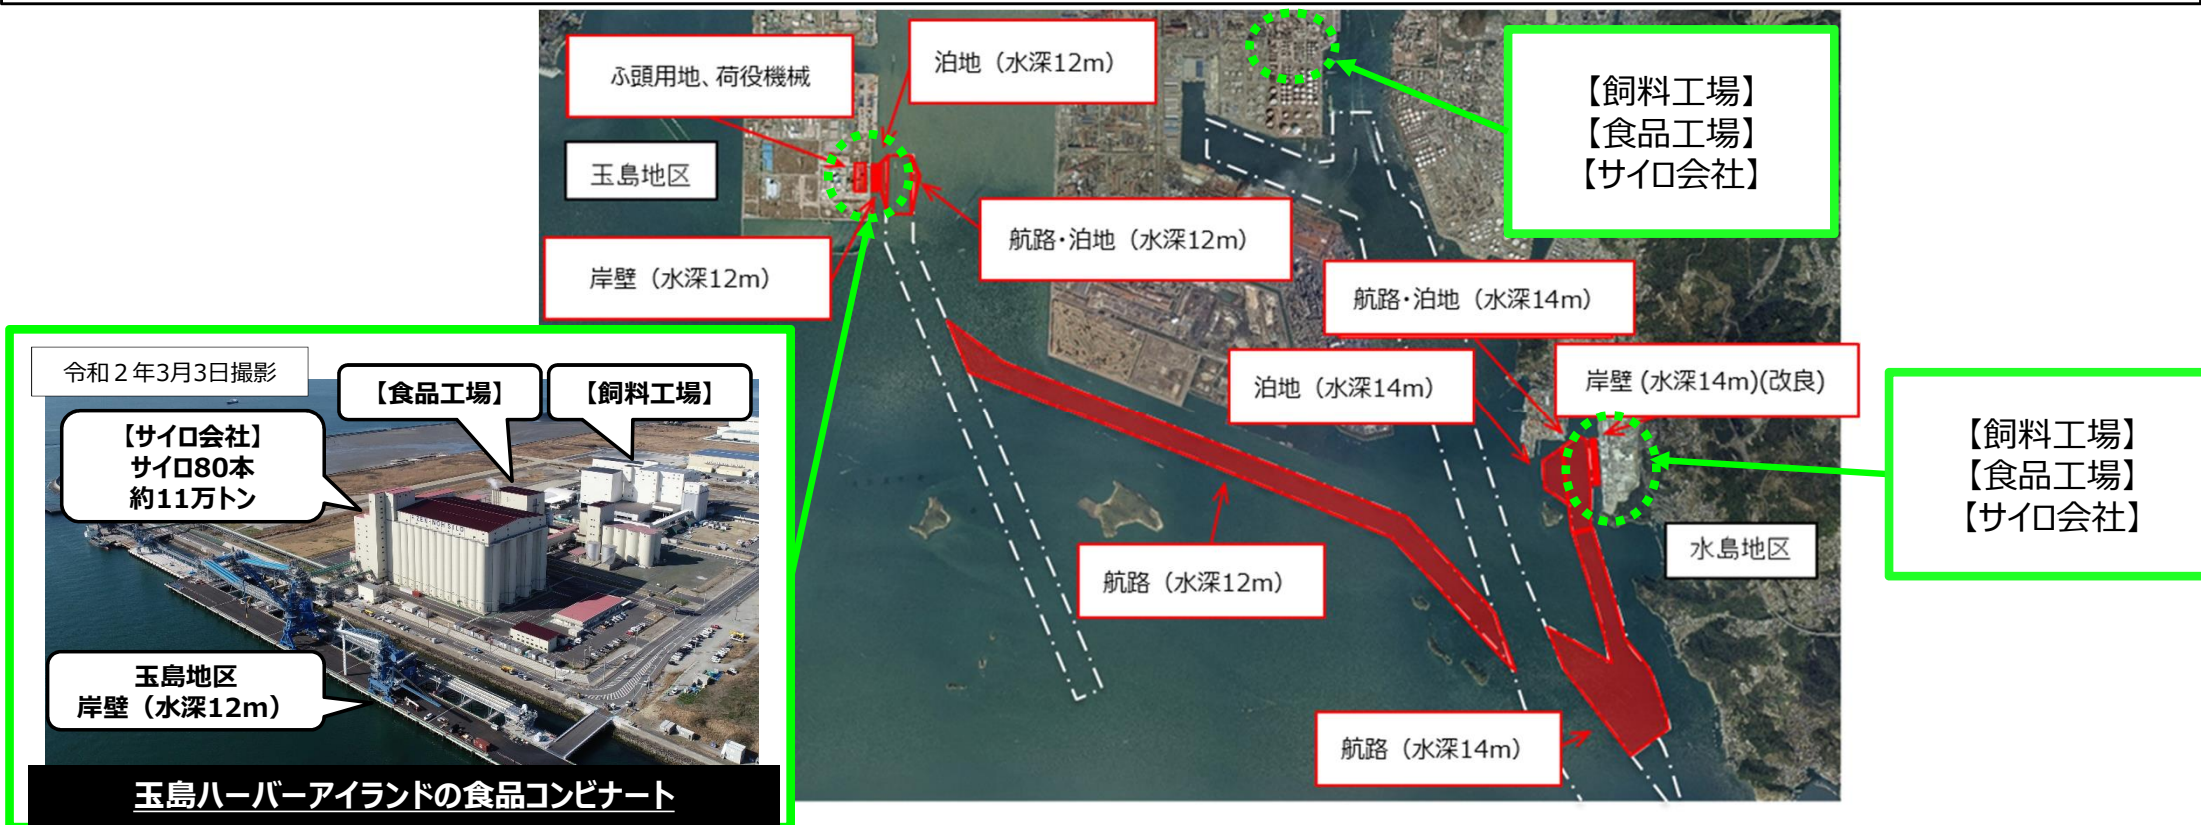 ふ頭用地、荷役機械
泊地（水深12m）
玉島地区
岸壁（水深12m）
航路・泊地（水深12m）
【飼料工場】
【食品工場】
【サイロ会社】
航路・泊地（水深14m）
泊地（水深14m）
岸壁 (水深14m)(改良)
【飼料工場】
【食品工場】
【サイロ会社】
水島地区
航路（水深12m）
航路（水深14m）
令和２年3月3日撮影
【食品工場】
【飼料工場】
【サイロ会社】
サイロ80本
約11万トン
ZEN-NOH SILO
玉島地区
岸壁（水深12m）
玉島ハーバーアイランドの食品コンビナート